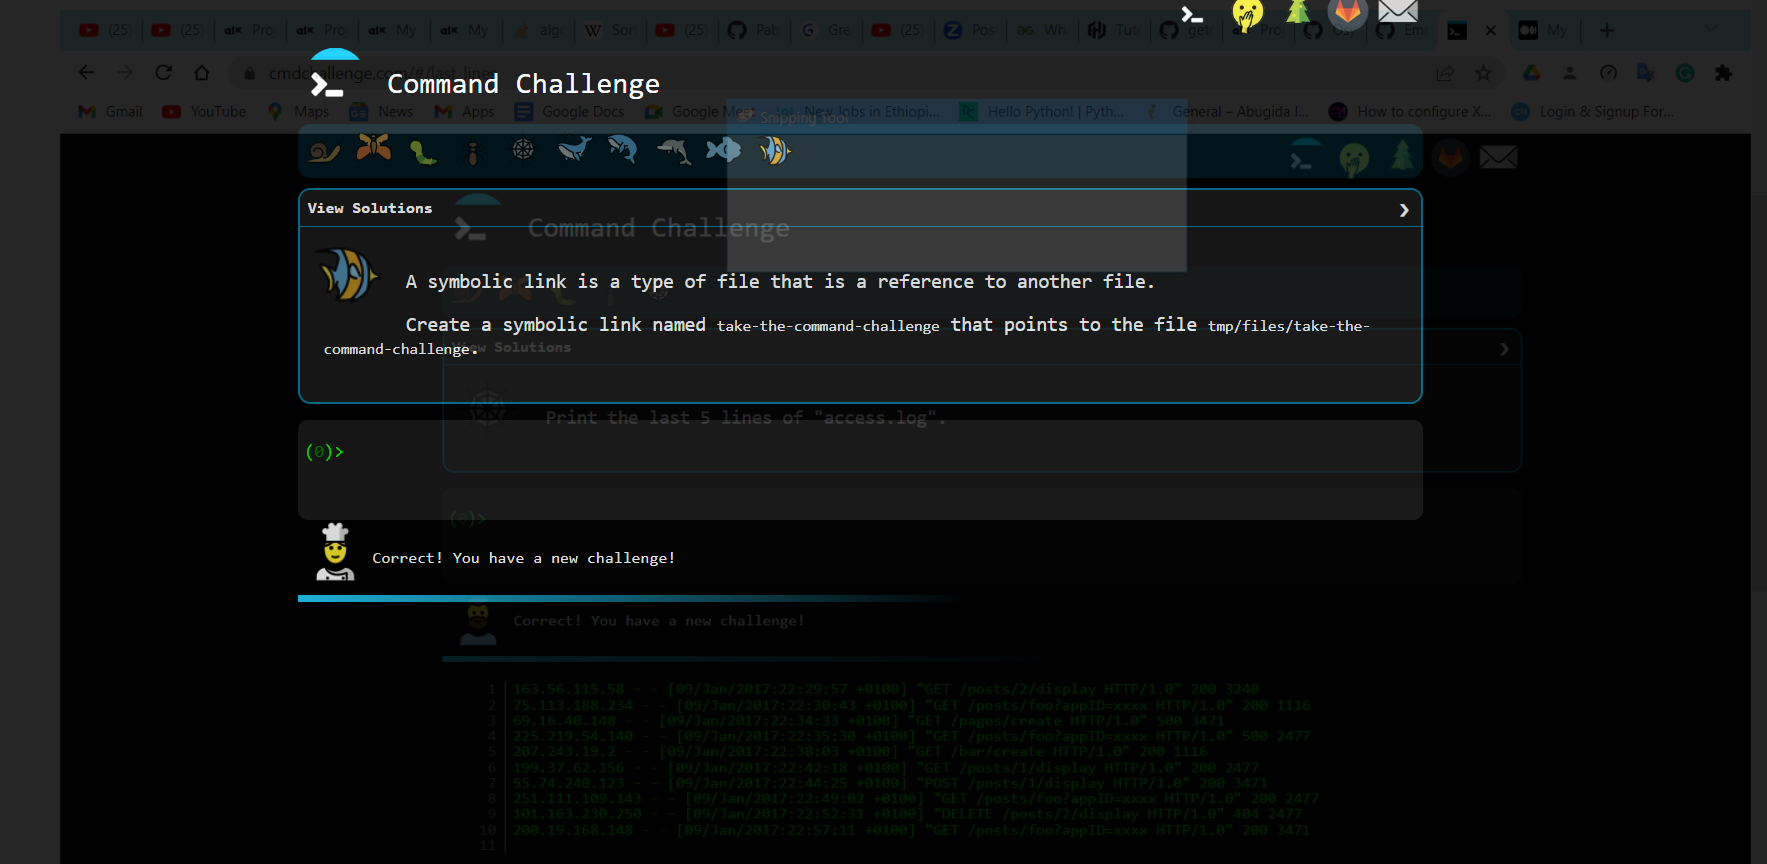 (25)
(25)
Pro
Pro
My
My
alg
Sor
(25)
Pab
Gre
(25)
Pos
Wh
Tut
get
Pro
My
cmdchallenge.com/#/last_lines
Command Challenge
Gmail
YouTube
Maps
News
Apps
Google Docs
Google Meet
New Jobs in Ethiopi...
Hello Python! | Pyth...
General – Abugida I...
How to configure X...
Login & Signup For...
Snipping Tool
View Solutions
Command Challenge
A symbolic link is a type of file that is a reference to another file.
Create a symbolic link named take-the-command-challenge that points to the file tmp/files/take-the-
command-challenge.
View Solutions
Print the last 5 lines of "access.log".
(0)>
(0)>
Correct! You have a new challenge!
Correct! You have a new challenge!
1 163.56.115.58 - - [09/Jan/2017:22:29:57 +0100] "GET /posts/2/display HTTP/1.0" 200 3240
2 75.113.188.234 - - [09/Jan/2017:22:30:43 +0100] "GET /posts/foo?appID=xxxx HTTP/1.0" 200 1116
3 69.16.40.148 - - [09/Jan/2017:22:34:33 +0100] "GET /pages/create HTTP/1.0" 500 3471
4 225.219.54.140 - - [09/Jan/2017:22:35:30 +0100] "GET /posts/foo?appID=xxxx HTTP/1.0" 500 2477
5 207.243.19.2 - - [09/Jan/2017:22:38:03 +0100] "GET /bar/create HTTP/1.0" 200 1116
6 199.37.62.156 - - [09/Jan/2017:22:42:18 +0100] "GET /posts/1/display HTTP/1.0" 200 2477
7 55.74.240.123 - - [09/Jan/2017:22:44:25 +0100] "POST /posts/1/display HTTP/1.0" 200 3471
8 251.111.109.143 - - [09/Jan/2017:22:49:02 +0100] "GET /posts/foo?appID=xxxx HTTP/1.0" 200 2477
9 101.163.230.250 - - [09/Jan/2017:22:52:31 +0100] "DELETE /posts/2/display HTTP/1.0" 404 2477
10 200.19.168.148 - - [09/Jan/2017:22:57:11 +0100] "GET /posts/foo?appID=xxxx HTTP/1.0" 200 3471
11